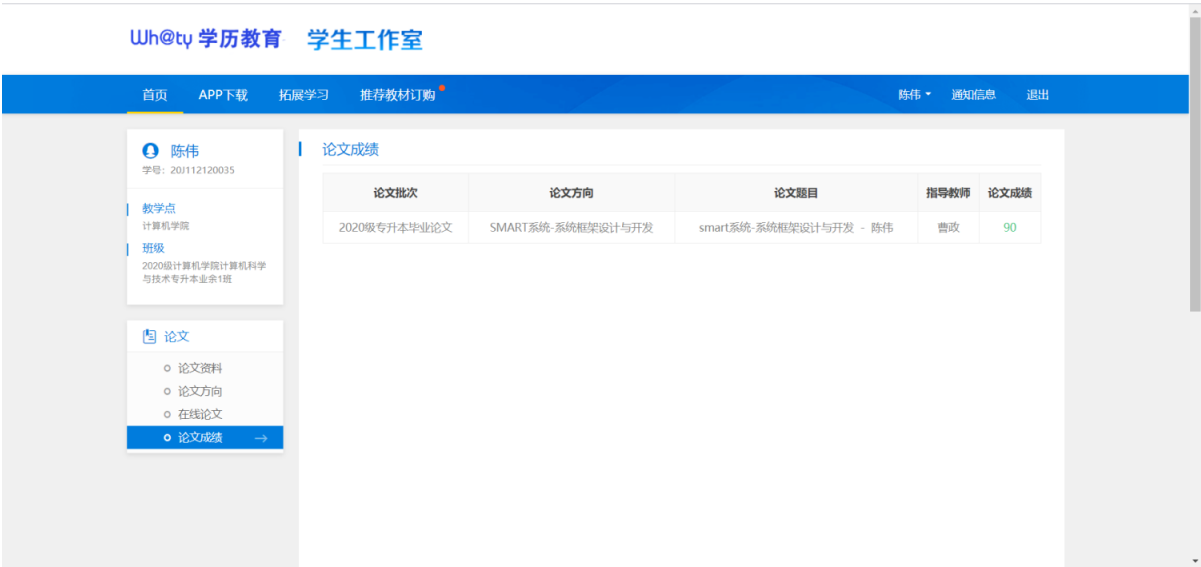 Wh@ty 学历教育 学生工作室
首页 APP下载 拓展学习 推荐教材订购 陈伟 通知信息 退出
陈伟
学号：20J112120035
教学点
计算机学院
班级
2020级计算机学院计算机科学
与技术专升本业余1班
论文
论文资料
论文方向
在线论文
论文成绩
论文成绩
论文批次 论文方向 论文题目 指导教师 论文成绩
2020级专升本毕业论文 SMART系统-系统框架设计与开发 smart系统-系统框架设计与开发 - 陈伟 曹政 90